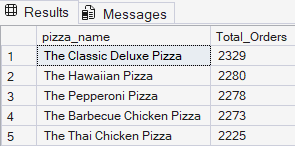 Results Messages
pizza_name Total_Orders
1 The Classic Deluxe Pizza 2329
2 The Hawaiian Pizza 2280
3 The Pepperoni Pizza 2278
4 The Barbecue Chicken Pizza 2273
5 The Thai Chicken Pizza 2225